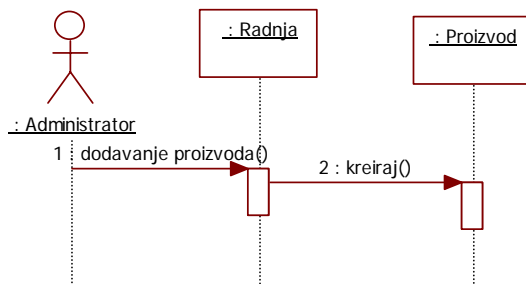 : Radnja
: Proizvod
: Administrator
1 : dodavanje proizvoda()
2 : kreiraj()